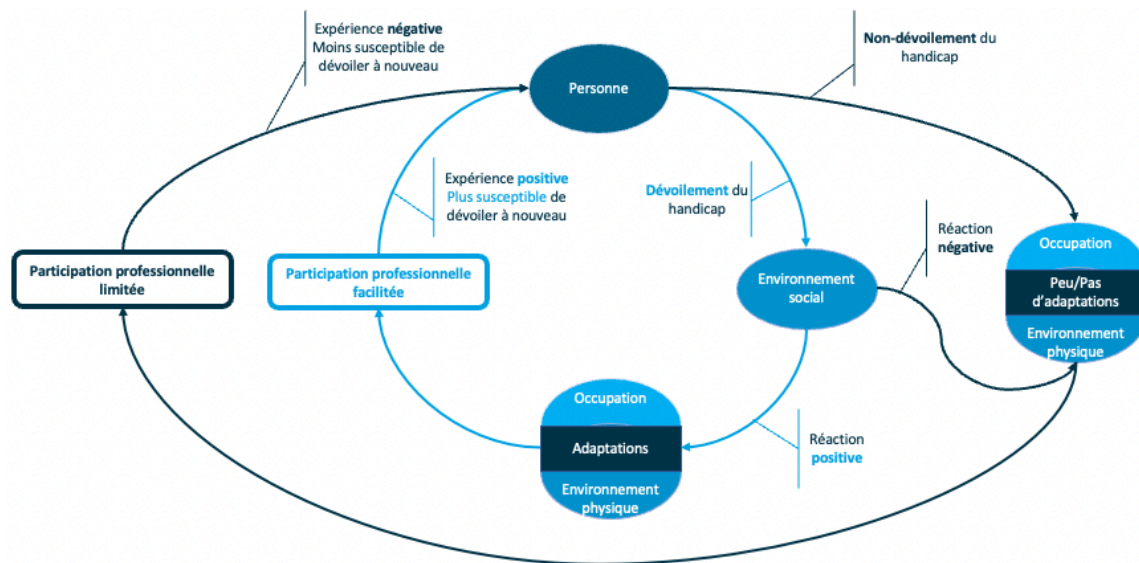 Expérience négative
Moins susceptible de
dévoiler à nouveau
Non-dévoilement du
handicap
Personne
Expérience positive
Plus susceptible de
dévoiler à nouveau
Dévoilement du
handicap
Réaction
négative
Participation professionnelle
limitée
Participation professionnelle
facilitée
Environnement
social
Occupation
Peu/Pas
d'adaptations
Environnement
physique
Occupation
Adaptations
Environnement
physique
Réaction
positive